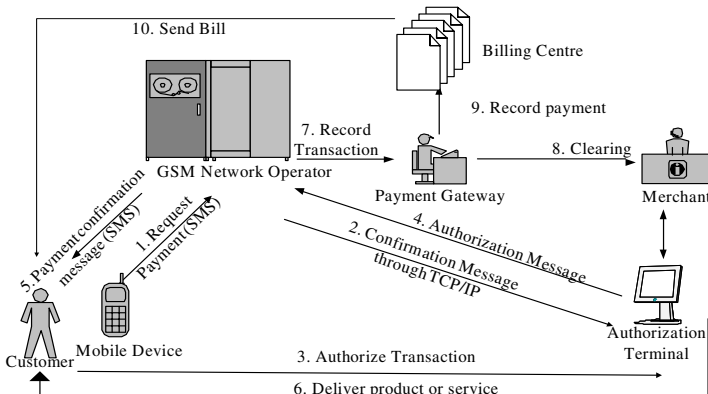 10. Send Bill
Billing Centre
9. Record payment
7. Record
Transaction
8. Clearing
GSM Network Operator
Payment Gateway
Merchant
5.Payment confirmation
message (SMS)
1. Request
Payment (SMS)
4. Authorization Message
2. Confirmation Message
through TCP/IP
Customer
Mobile Device
Authorization
Terminal
3. Authorize Transaction
6. Deliver product or service